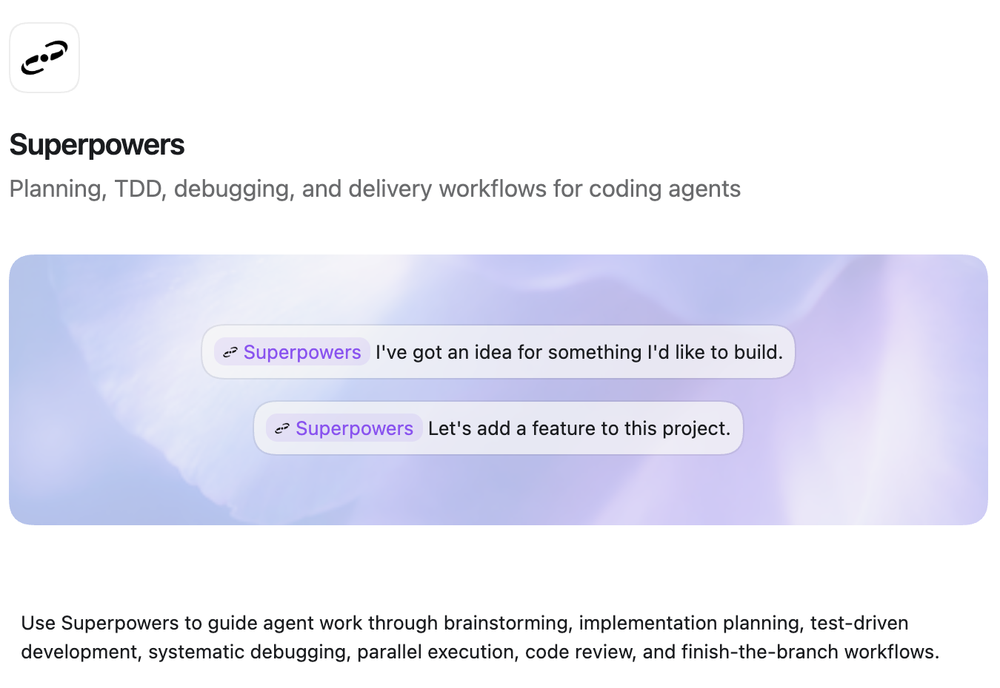 Superpowers
Planning, TDD, debugging, and delivery workflows for coding agents
Superpowers I've got an idea for something I'd like to build.
Superpowers Let's add a feature to this project.
Use Superpowers to guide agent work through brainstorming, implementation planning, test-driven
development, systematic debugging, parallel execution, code review, and finish-the-branch workflows.